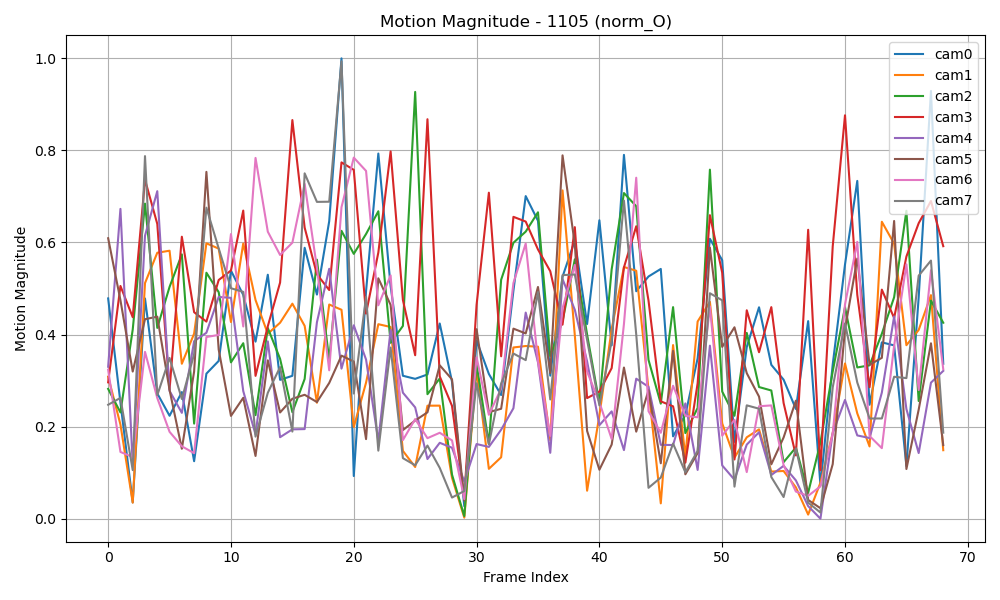 Motion Magnitude - 1105 (norm_O)
1.0
0.8
0.6
0.4
0.2
0.0
Motion Magnitude
0 10 20 30 40 50 60 70
Frame Index
cam0
cam1
cam2
cam3
cam4
cam5
cam6
cam7